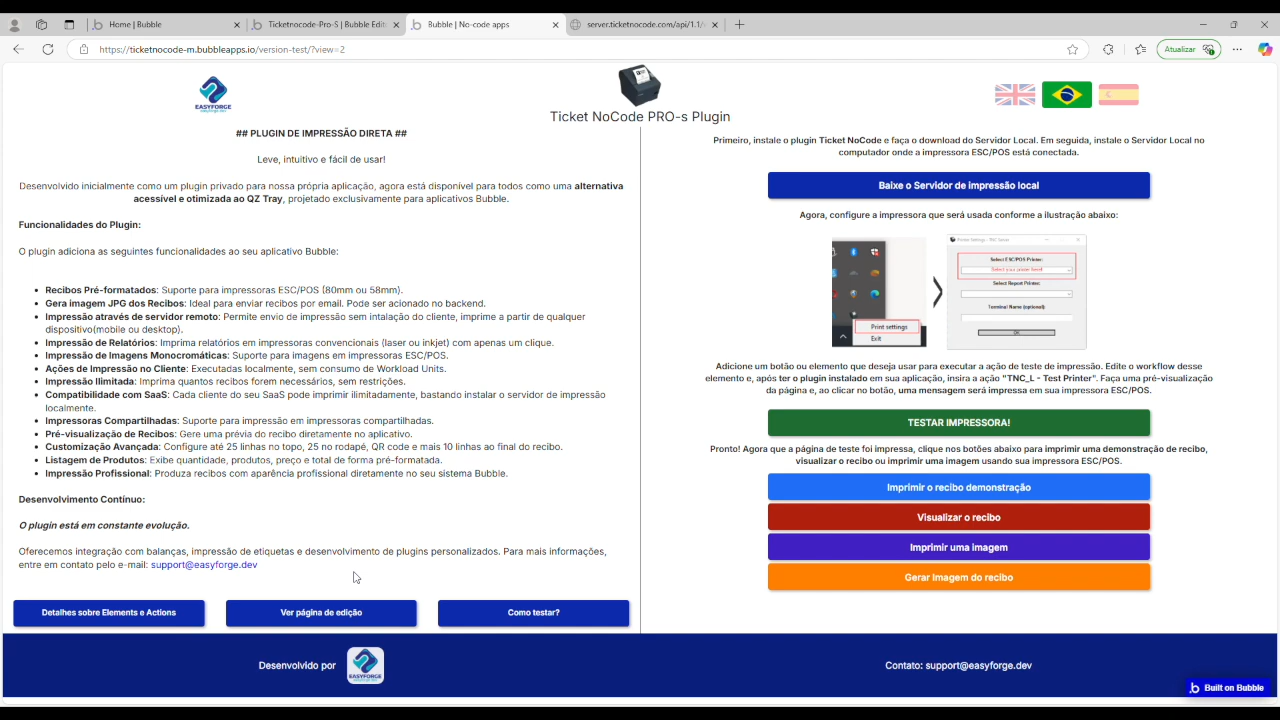 Home | Bubble
Ticketnocode-Pro-S | Bubble Edit
Bubble | No-code apps
server.ticketnocode.com/api/1.1/
https://ticketnocode-m.bubbleapps.io/version-test/?view=2
Atualizar
EASYFORGE
Ticket NoCode PRO-s Plugin
## PLUGIN DE IMPRESSÃO DIRETA ##
Leve, intuitivo e fácil de usar!
Desenvolvido inicialmente como um plugin privado para nossa própria aplicação, agora está disponível para todos como uma alternativa
acessível e otimizada ao QZ Tray, projetado exclusivamente para aplicativos Bubble.
Funcionalidades do Plugin:
O plugin adiciona as seguintes funcionalidades ao seu aplicativo Bubble:
• Recibos Pré-formatados: Suporte para impressoras ESC/POS (80mm ou 58mm).
• Gera imagem JPG dos Recibos: Ideal para enviar recibos por email. Pode ser acionado no backend.
• Impressão através de servidor remoto: Permite envio de impressão sem intalação do cliente, imprime a partir de qualquer
dispositivo(mobile ou desktop).
• Impressão de Relatórios: Imprima relatórios em impressoras convencionais (laser ou inkjet) com apenas um clique.
• Impressão de Imagens Monocromáticas: Suporte para imagens em impressoras ESC/POS.
• Ações de Impressão no Cliente: Executadas localmente, sem consumo de Workload Units.
• Impressão Ilimitada: Imprima quantos recibos forem necessários, sem restrições.
• Compatibilidade com SaaS: Cada cliente do seu SaaS pode imprimir ilimitadamente, bastando instalar o servidor de impressão
localmente.
• Impressoras Compartilhadas: Suporte para impressão em impressoras compartilhadas.
• Pré-visualização de Recibos: Gere uma prévia do recibo diretamente no aplicativo.
• Customização Avançada: Configure até 25 linhas no topo, 25 no rodapé, QR code e mais 10 linhas ao final do recibo.
• Listagem de Produtos: Exibe quantidade, produtos, preço e total de forma pré-formatada.
• Impressão Profissional: Produza recibos com aparência profissional diretamente no seu sistema Bubble.
Desenvolvimento Contínuo:
O plugin está em constante evolução.
Oferecemos integração com balanças, impressão de etiquetas e desenvolvimento de plugins personalizados. Para mais informações,
entre em contato pelo e-mail: support@easyforge.dev
Detalhes sobre Elements e Actions
Ver página de edição
Como testar?
Primeiro, instale o plugin Ticket NoCode e faça o download do Servidor Local. Em seguida, instale o Servidor Local no
computador onde a impressora ESC/POS está conectada.
Baixe o Servidor de impressão local
Agora, configure a impressora que será usada conforme a ilustração abaixo:
Print settings
Exit
Printer Settings - TNC Server
Select ESC/POS Printer:
Select your printer here!
Select Report Printer:
Terminal Name (optional):
OK
Adicione um botão ou elemento que deseja usar para executar a ação de teste de impressão. Edite o workflow desse
elemento e, após ter o plugin instalado em sua aplicação, insira a ação "TNC_L - Test Printer". Faça uma pré-visualização
da página e, ao clicar no botão, uma mensagem será impressa em sua impressora ESC/POS.
TESTAR IMPRESSORA!
Pronto! Agora que a página de teste foi impressa, clique nos botões abaixo para imprimir uma demonstração de recibo,
visualizar o recibo ou imprimir uma imagem usando sua impressora ESC/POS.
Imprimir o recibo demonstração
Visualizar o recibo
Imprimir uma imagem
Gerar Imagem do recibo
Desenvolvido por
EASYFORGE
Contato: support@easyforge.dev
Built on Bubble